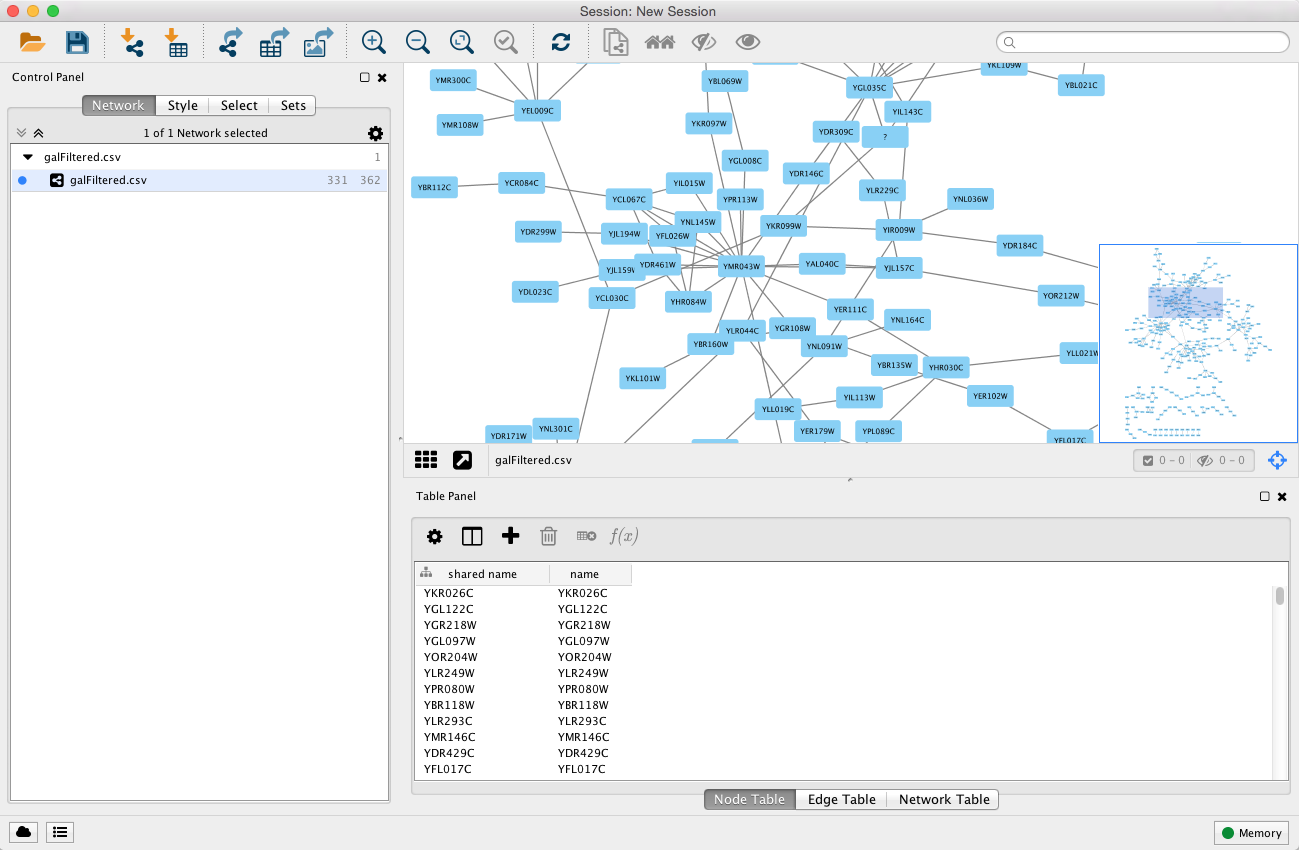 Session: New Session
Control Panel
Network Style Select Sets
1 of 1 Network selected
galFiltered.csv 1
galFiltered.csv 331 362
YMR300C
YBL069W
YGL035C
YKL109W
YBL021C
YEL009C
YIL143C
YMR108W
YKR097W
YDR309C
?
YGL008C
YDR146C
YBR112C
YCR084C
YIL015W
YLR229C
YCL067C
YPR113W
YNL036W
YNL145W
YKR099W
YDR299W
YJL194W
YFL026W
YIR009W
YDR184C
YJL159W
YDR461W
YMR043W
YAL040C
YJL157C
YDL023C
YCL030C
YHR084W
YOR212W
YER111C
YNL164C
YLR044C
YGR108W
YBR160W
YNL091W
YLL021W
YBR135W
YHR030C
YKL101W
YIL113W
YER102W
YLL019C
YDR171W
YNL301C
YER179W
YPL089C
YFL017C
galFiltered.csv 0 - 0 0 - 0
Table Panel
f(x)
shared name name
YKR026C YKR026C
YGL122C YGL122C
YGR218W YGR218W
YGL097W YGL097W
YOR204W YOR204W
YLR249W YLR249W
YPR080W YPR080W
YBR118W YBR118W
YLR293C YLR293C
YMR146C YMR146C
YDR429C YDR429C
YFL017C YFL017C
Node Table Edge Table Network Table
Memory